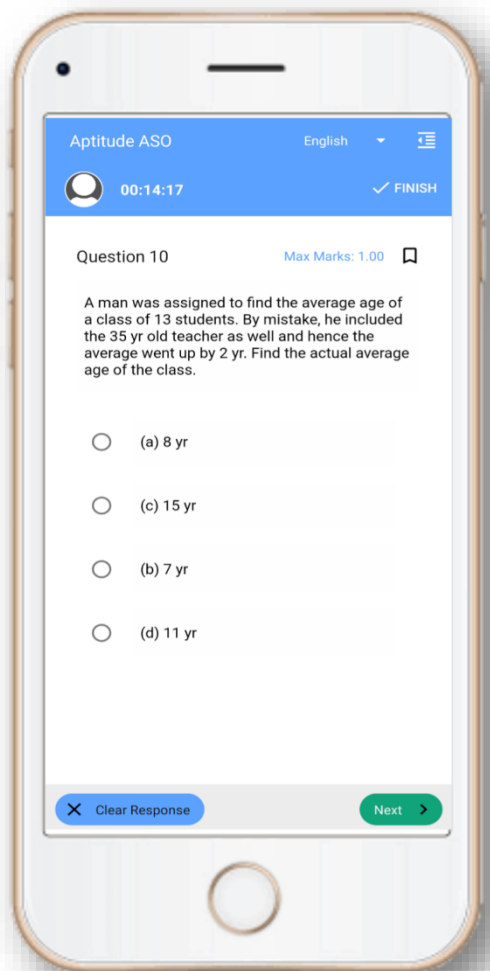 Aptitude ASO English
00:14:17 FINISH
Question 10 Max Marks: 1.00
A man was assigned to find the average age of
a class of 13 students. By mistake, he included
the 35 yr old teacher as well and hence the
average went up by 2 yr. Find the actual average
age of the class.
(a) 8 yr
(c) 15 yr
(b) 7 yr
(d) 11 yr
Clear Response Next